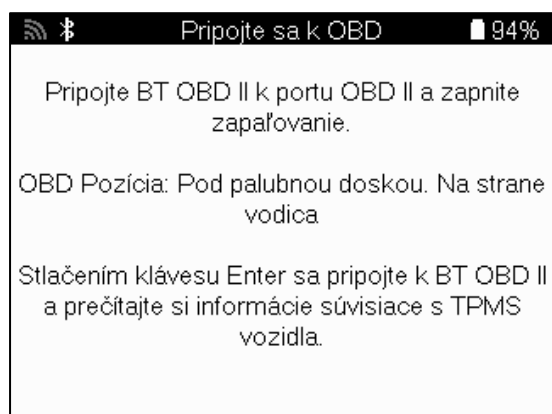 Pripojte sa k OBD 94%
Pripojte BT OBD II k portu OBD II a zapnite
zapaľovanie.
OBD Pozícia: Pod palubnou doskou. Na strane
vodica
Stlačením klávesu Enter sa pripojte k BT OBD II
a prečítajte si informácie súvisiace s TPMS
vozidla.